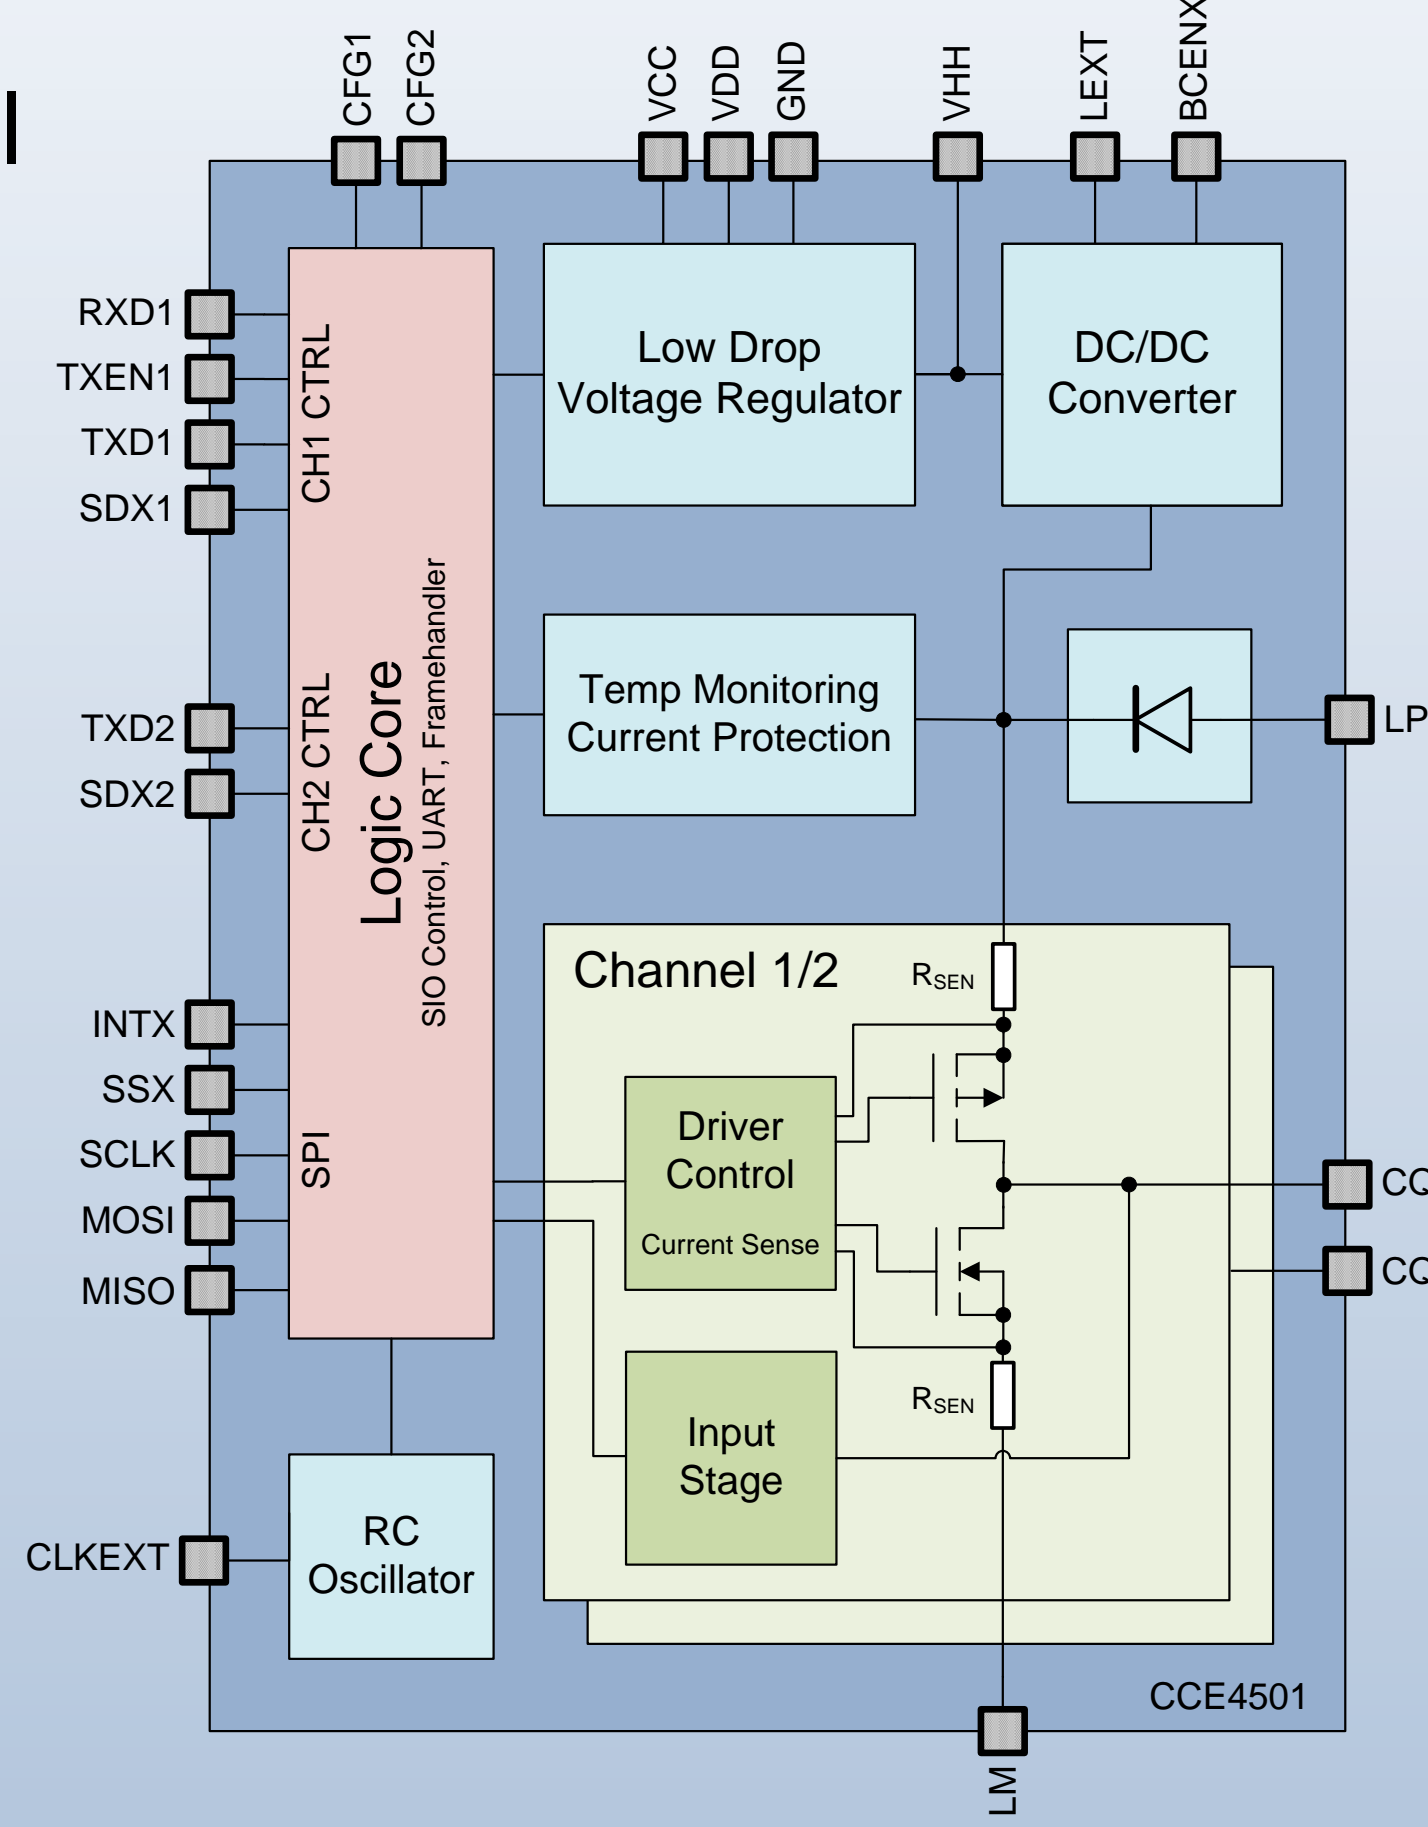 CFG1
CFG2
VCC
VDD
GND
VHH
LEXT
BCENX
RXD1
TXEN1
TXD1
SDX1
CH1 CTRL
Low Drop
Voltage Regulator
DC/DC
Converter
TXD2
SDX2
CH2 CTRL
Logic Core
SIO Control, UART, Framehandler
Temp Monitoring
Current Protection
LP
INTX
SSX
SCLK
MOSI
MISO
SPI
Channel 1/2
RSEN
Driver
Control
Current Sense
RSEN
Input
Stage
CLKEXT
RC
Oscillator
CCE4501
LM